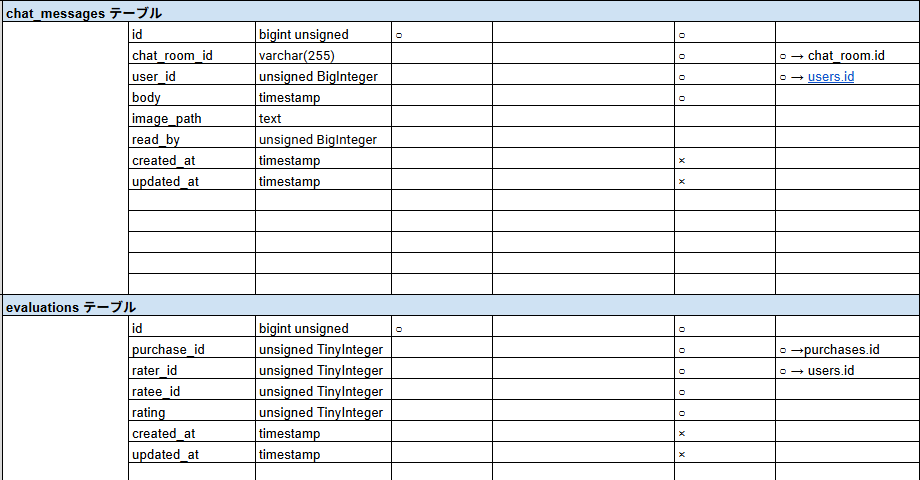 chat_messages テーブル
id bigint unsigned ○ ○
chat_room_id varchar(255) ○ ○ → chat_room.id
user_id unsigned BigInteger ○ ○ → users.id
body timestamp ○
image_path text
read_by unsigned BigInteger
created_at timestamp ×
updated_at timestamp ×
evaluations テーブル
id bigint unsigned ○ ○
purchase_id unsigned TinyInteger ○ ○ →purchases.id
rater_id unsigned TinyInteger ○ ○ → users.id
ratee_id unsigned TinyInteger ○
rating unsigned TinyInteger ○
created_at timestamp ×
updated_at timestamp ×